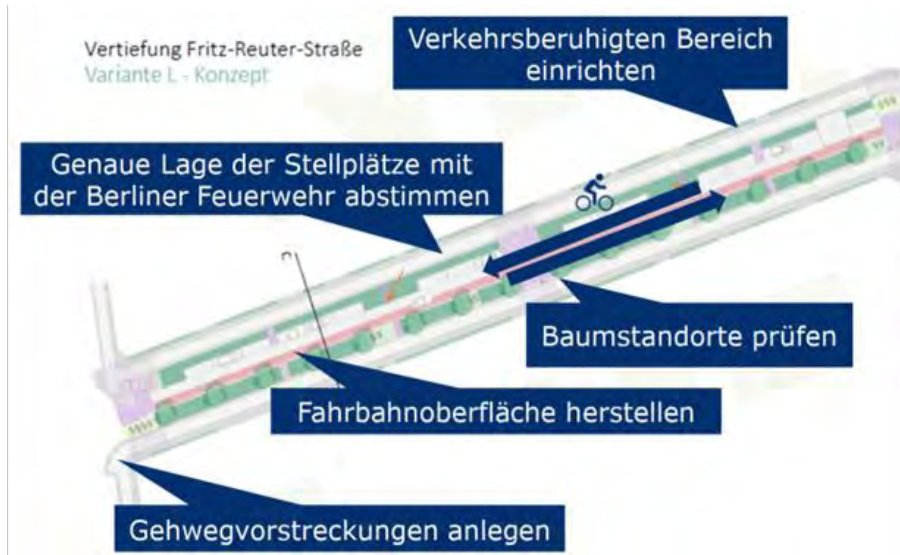 Vertiefung Fritz-Reuter-Straße
Variante L - Konzept
Verkehrsberuhigten Bereich
einrichten
Genaue Lage der Stellplätze mit
der Berliner Feuerwehr abstimmen
Baumstandorte prüfen
Fahrbahnoberfläche herstellen
Gehwegvorstreckungen anlegen